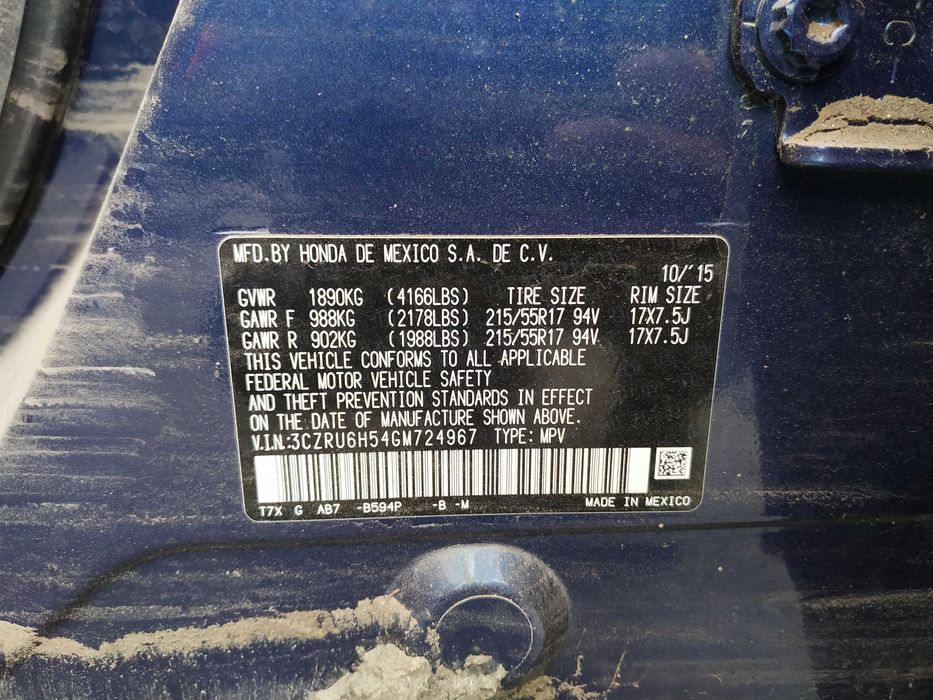 MFD.BY HONDA DE MEXICO S.A. DE C.V.
10/'15
GVWR 1890KG (4166LBS) TIRE SIZE RIM SIZE
GAWR F 988KG (2178LBS) 215/55R17 94V 17X7.5J
GAWR R 902KG (1988LBS) 215/55R17 94V 17X7.5J
THIS VEHICLE CONFORMS TO ALL APPLICABLE
FEDERAL MOTOR VEHICLE SAFETY
AND THEFT PREVENTION STANDARDS IN EFFECT
ON THE DATE OF MANUFACTURE SHOWN ABOVE.
V.I.N:3CZRU6H54GM724967 TYPE: MPV
T7X G AB7 -B594P -B -M MADE IN MEXICO